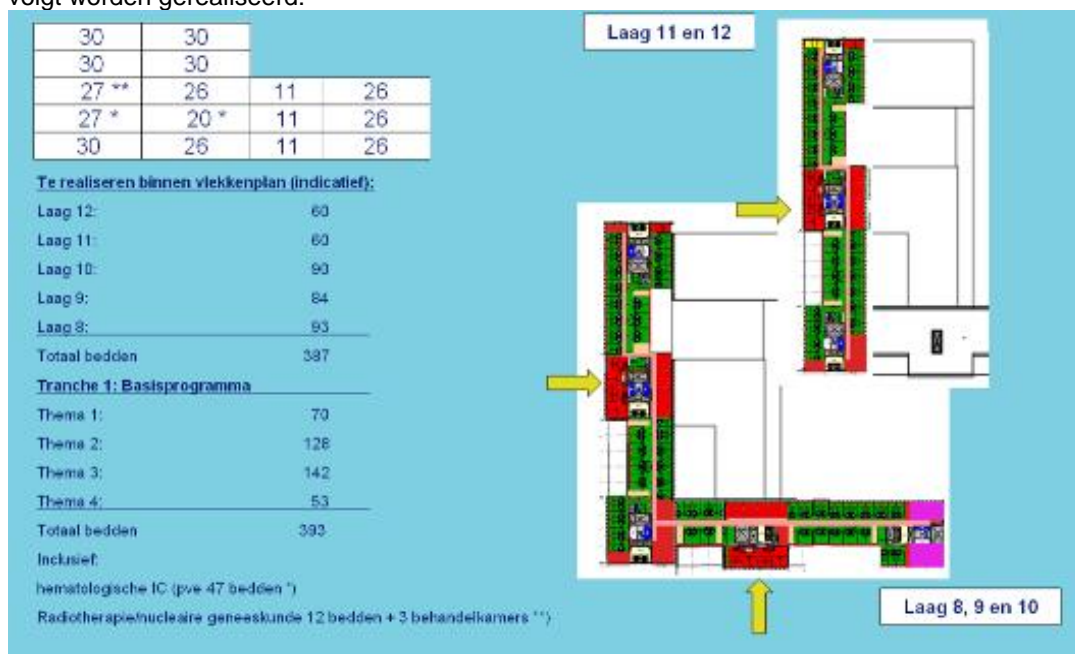 volgt worden gerealiseerd:
30 30
30 30
27 ** 26 11 26
27 * 20 * 11 26
30 26 11 26
Te realiseren binnen vlekkenplan (indicatief):
Laag 12: 60
Laag 11: 60
Laag 10: 90
Laag 9: 84
Laag 8: 93
Totaal bedden 387
Tranche 1: Basisprogramma
Thema 1: 70
Thema 2: 128
Thema 3: 142
Thema 4: 53
Totaal bedden 393
Inclusief:
hematologische IC (pve 47 bedden *)
Radiotherapie/nucleaire geneeskunde 12 bedden + 3 behandelkamers **)
Laag 11 en 12
Laag 8, 9 en 10